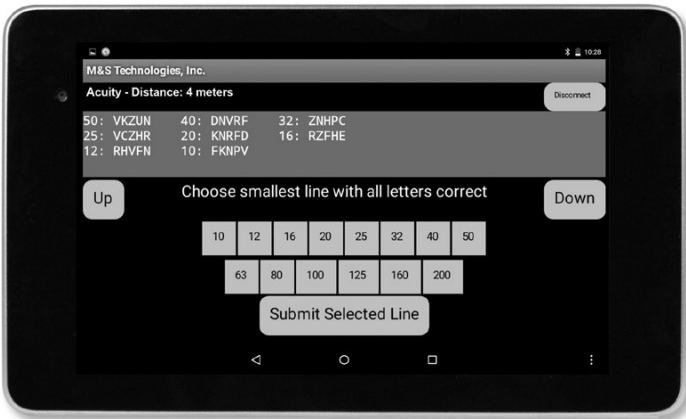 10:28
M&S Technologies, Inc.
Acuity - Distance: 4 meters
Disconnect
50: VKZUN 40: DNVRF 32: ZNHPC
25: VCZHR 20: KNRFD 16: RZFHE
12: RHVFN 10: FKNPV
Up
Choose smallest line with all letters correct
Down
10 12 16 20 25 32 40 50
63 80 100 125 160 200
Submit Selected Line